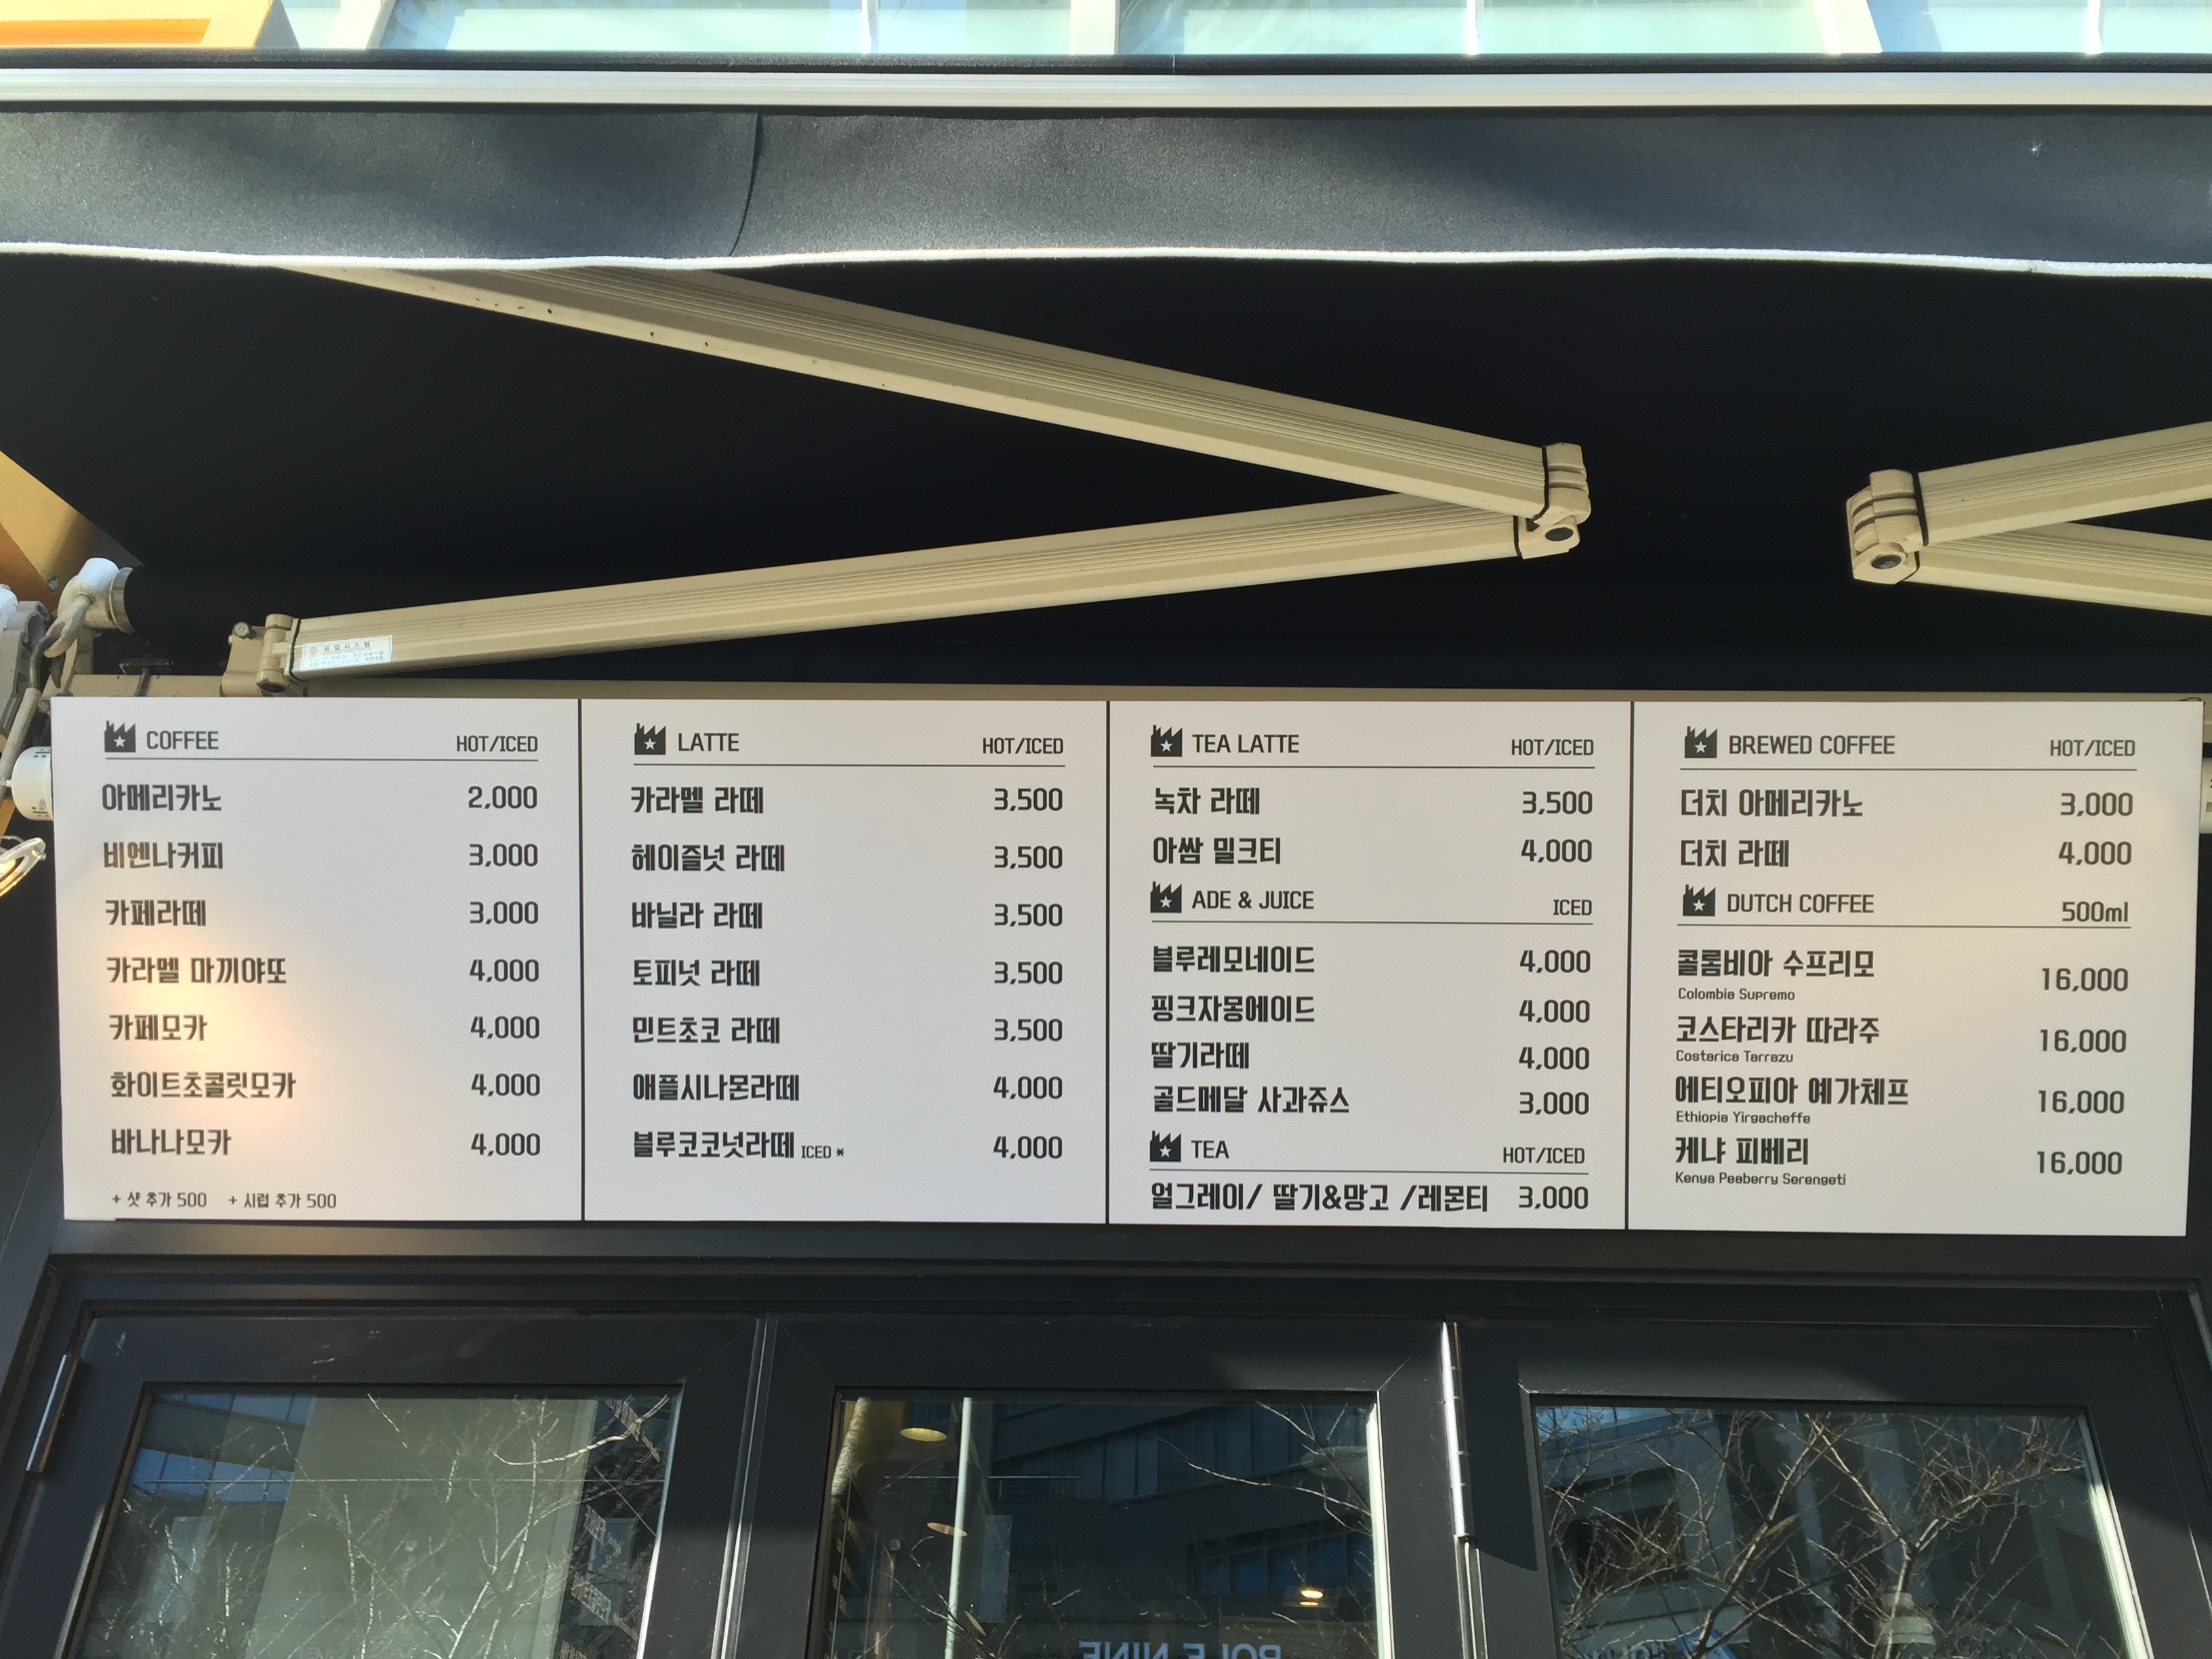 COFFEE HOT/ICED
아메리카노 2,000
비엔나커피 3,000
카페라떼 3,000
카라멜 마끼야또 4,000
카페모카 4,000
화이트초콜릿모카 4,000
바나나모카 4,000
+ 샷 추가 500 + 시럽 추가 500
LATTE HOT/ICED
카라멜 라떼 3,500
헤이즐넛 라떼 3,500
바닐라 라떼 3,500
토피넛 라떼 3,500
민트초코 라떼 3,500
애플시나몬라떼 4,000
블루코코넛라떼 ICED * 4,000
TEA LATTE HOT/ICED
녹차 라떼 3,500
아쌈 밀크티 4,000
ADE & JUICE ICED
블루레모네이드 4,000
핑크자몽에이드 4,000
딸기라떼 4,000
골드메달 사과쥬스 3,000
TEA HOT/ICED
얼그레이/ 딸기&망고 /레몬티 3,000
BREWED COFFEE HOT/ICED
더치 아메리카노 3,000
더치 라떼 4,000
DUTCH COFFEE 500ml
콜롬비아 수프리모 16,000
Colombia Supremo
코스타리카 따라주 16,000
Costarica Tarrazu
에티오피아 예가체프 16,000
Ethiopia Yirgacheffe
케냐 피베리 16,000
Kenya Peaberry Serengeti